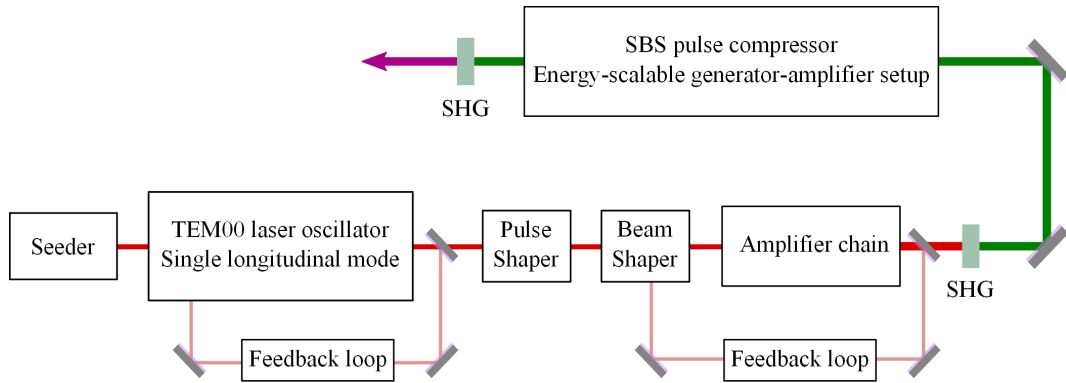 SBS pulse compressor
Energy-scalable generator-amplifier setup
SHG
Seeder
TEM00 laser oscillator
Single longitudinal mode
Pulse
Shaper
Beam
Shaper
Amplifier chain
SHG
Feedback loop
Feedback loop